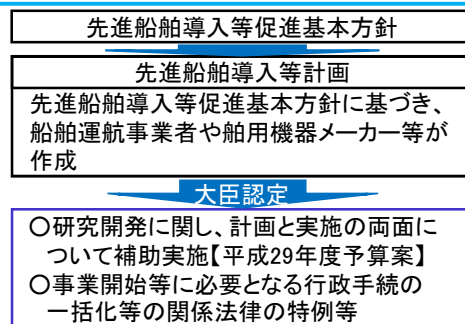 先進船舶導入等促進基本方針
先進船舶導入等計画
先進船舶導入等促進基本方針に基づき、
船舶運航事業者や舶用機器メーカー等が
作成
大臣認定
○研究開発に関し、計画と実施の両面に
ついて補助実施【平成29年度予算案】
○事業開始等に必要となる行政手続の
一括化等の関係法律の特例等